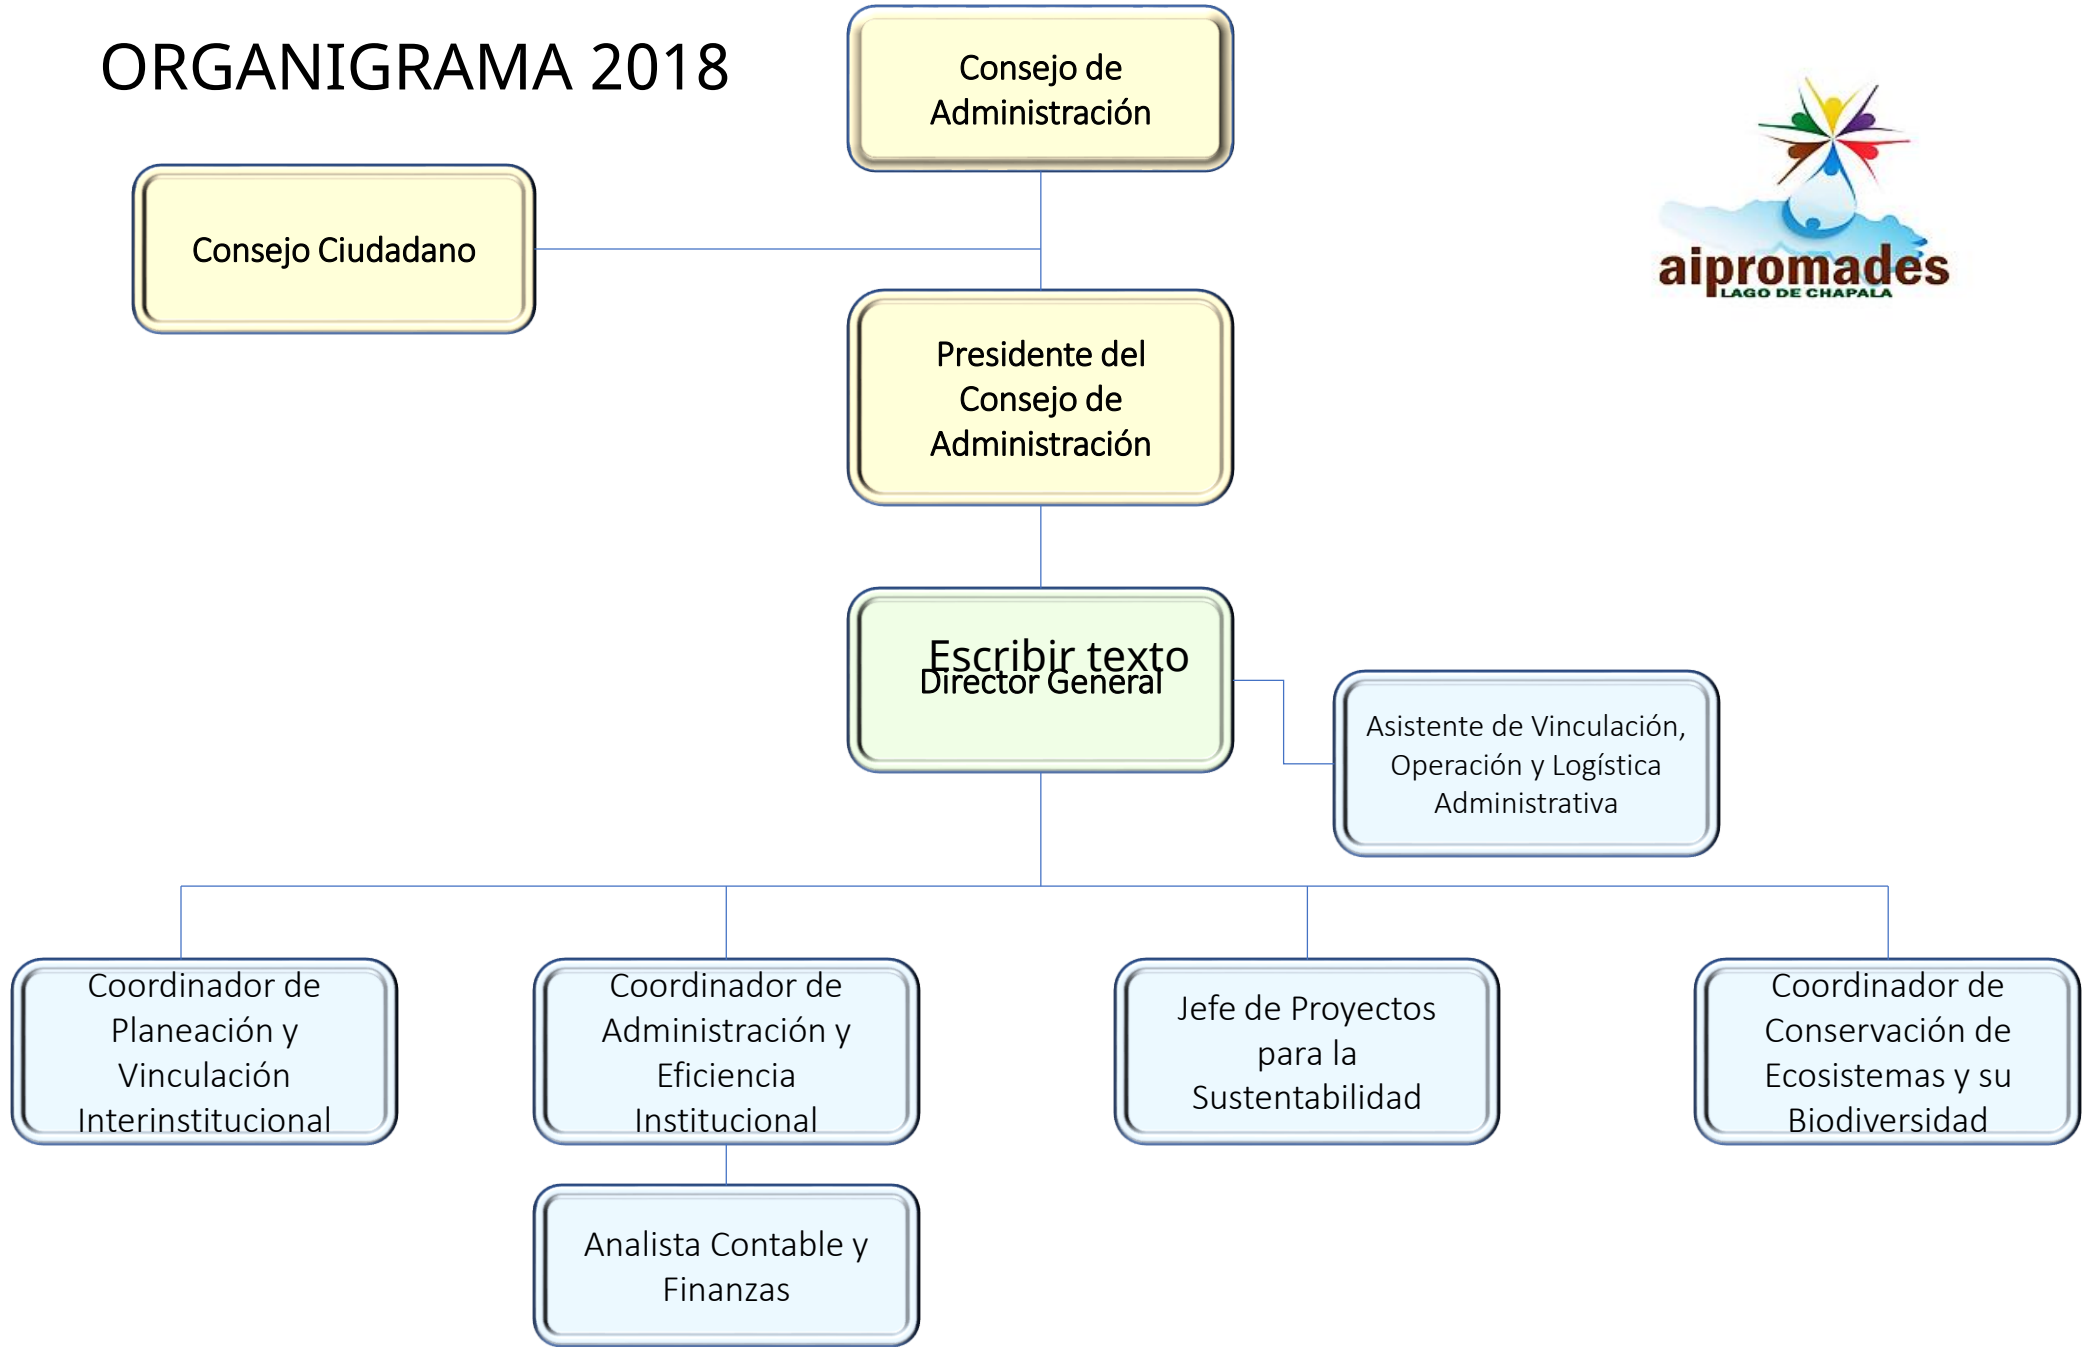 ORGANIGRAMA 2018
Consejo de
Administración
Consejo Ciudadano
aipromades
LAGO DE CHAPALA
Presidente del
Consejo de
Administración
Escribir texto
Director General
Asistente de Vinculación,
Operación y Logística
Administrativa
Coordinador de
Planeación y
Vinculación
Interinstitucional
Coordinador de
Administración y
Eficiencia
Institucional
Jefe de Proyectos
para la
Sustentabilidad
Coordinador de
Conservación de
Ecosistemas y su
Biodiversidad
Analista Contable y
Finanzas